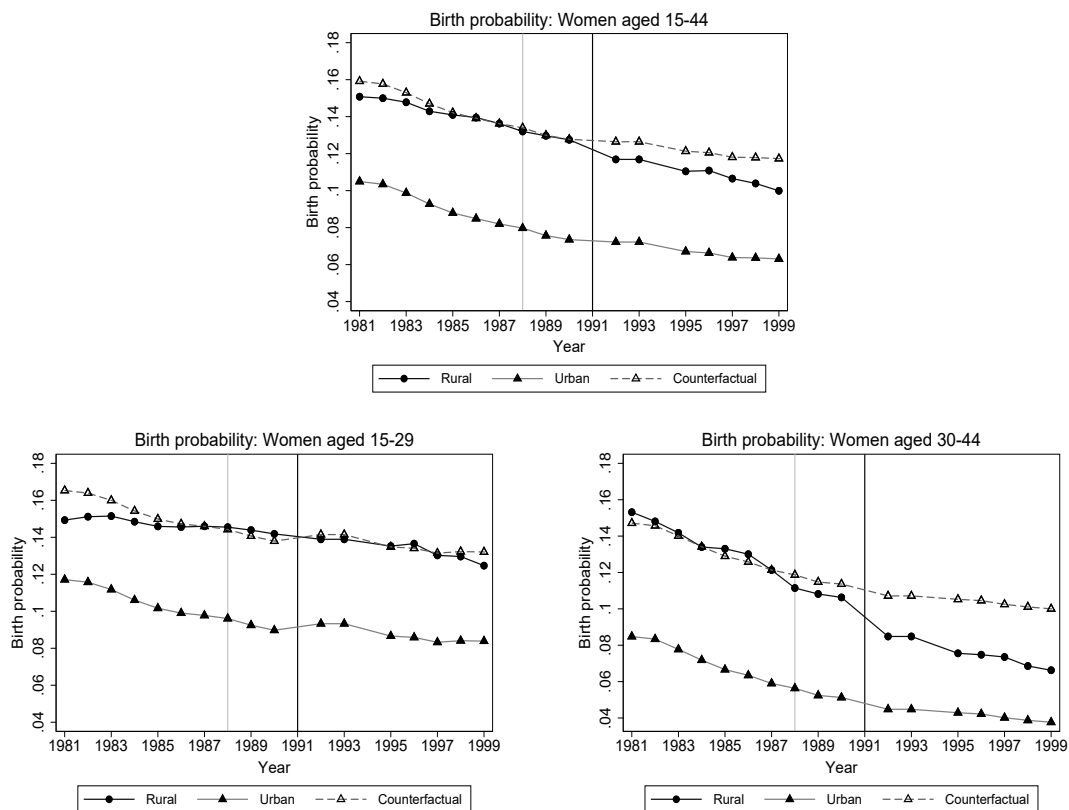 Birth probability: Women aged 15-44
Birth probability
.04 .06 .08 .1 .12 .14 .16 .18
1981 1983 1985 1987 1989 1991 1993 1995 1997 1999
Year
Rural Urban Counterfactual
Birth probability: Women aged 15-29
Birth probability
.04 .06 .08 .1 .12 .14 .16 .18
1981 1983 1985 1987 1989 1991 1993 1995 1997 1999
Year
Rural Urban Counterfactual
Birth probability: Women aged 30-44
Birth probability
.04 .06 .08 .1 .12 .14 .16 .18
1981 1983 1985 1987 1989 1991 1993 1995 1997 1999
Year
Rural Urban Counterfactual